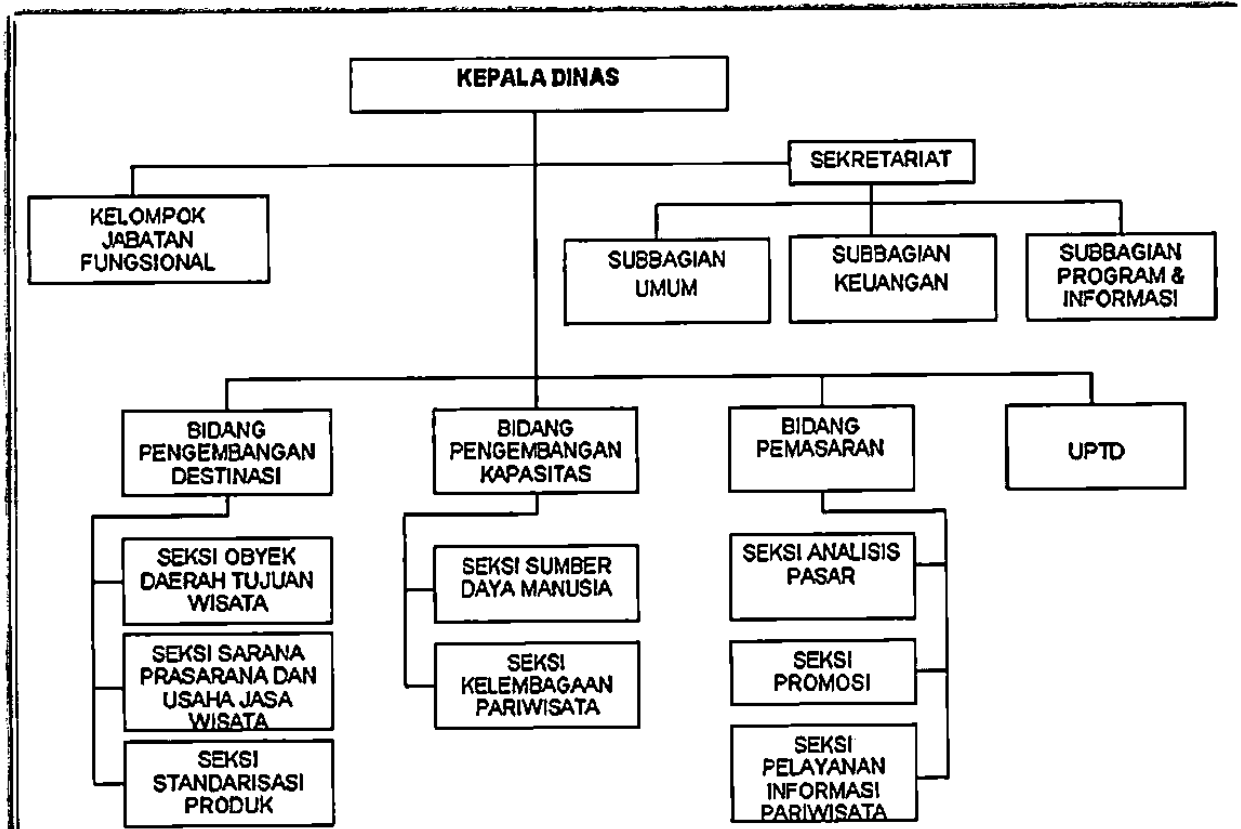 KEPALA DINAS
SEKRETARIAT
KELOMPOK
JABATAN
FUNGSIONAL
SUBBAGIAN
UMUM
SUBBAGIAN
KEUANGAN
SUBBAGIAN
PROGRAM &
INFORMASI
BIDANG
PENGEMBANGAN
DESTINASI
BIDANG
PENGEMBANGAN
KAPASITAS
BIDANG
PEMASARAN
UPTD
SEKSI OBYEK
DAERAH TUJUAN
WISATA
SEKSI SARANA
PRASARANA DAN
USAHA JASA
WISATA
SEKSI
STANDARISASI
PRODUK
SEKSI SUMBER
DAYA MANUSIA
SEKSI
KELEMBAGAAN
PARIWISATA
SEKSI ANALISIS
PASAR
SEKSI
PROMOSI
SEKSI
PELAYANAN
INFORMASI
PARIWISATA